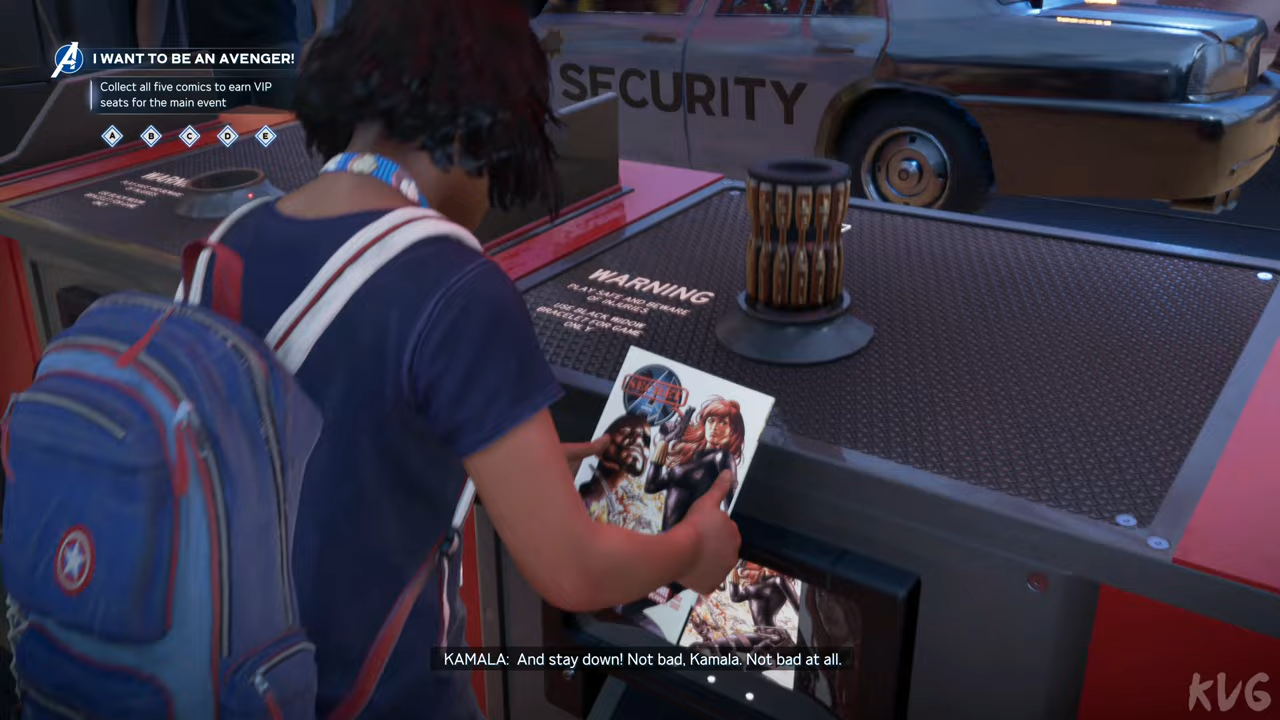 I WANT TO BE AN AVENGER!
Collect all five comics to earn VIP
seats for the main event
A B C D E
SECURITY
WARNING
PLAY SAFE AND BEWARE
OF INJURIES
USE BLACK WIDOW
BRACELET FOR GAME
ONLY
KAMALA: And stay down! Not bad, Kamala. Not bad at all.
KVG